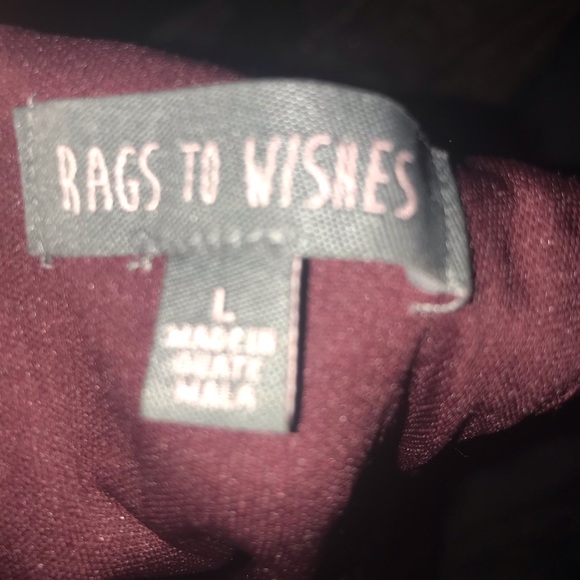 RAGS TO WISHES
L
MADE IN
GUATE
MALA